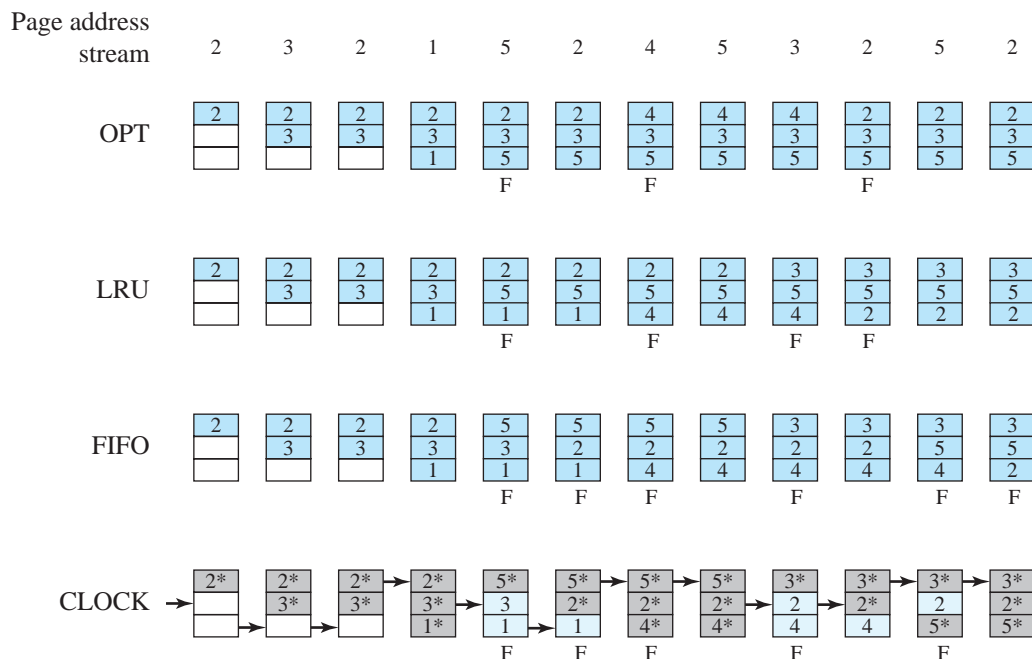 Page address
stream 2 3 2 1 5 2 4 5 3 2 5 2
2 2 2 2 2 2 4 4 4 2 2 2
OPT 3 3 3 3 3 3 3 3 3 3 3
1 5 5 5 5 5 5 5 5
F F F
2 2 2 2 2 2 2 2 3 3 3 3
LRU 3 3 3 5 5 5 5 5 5 5 5
1 1 1 4 4 4 2 2 2
F F F F
2 2 2 2 5 5 5 5 3 3 3 3
FIFO 3 3 3 3 2 2 2 2 2 5 5
1 1 1 4 4 4 4 4 2
F F F F F F
2* 2* 2* 2* 5* 5* 5* 5* 3* 3* 3* 3*
CLOCK 3* 3* 3* 3 2* 2* 2* 2 2* 2 2*
1* 1 1 4* 4* 4 4 5* 5*
F F F F F